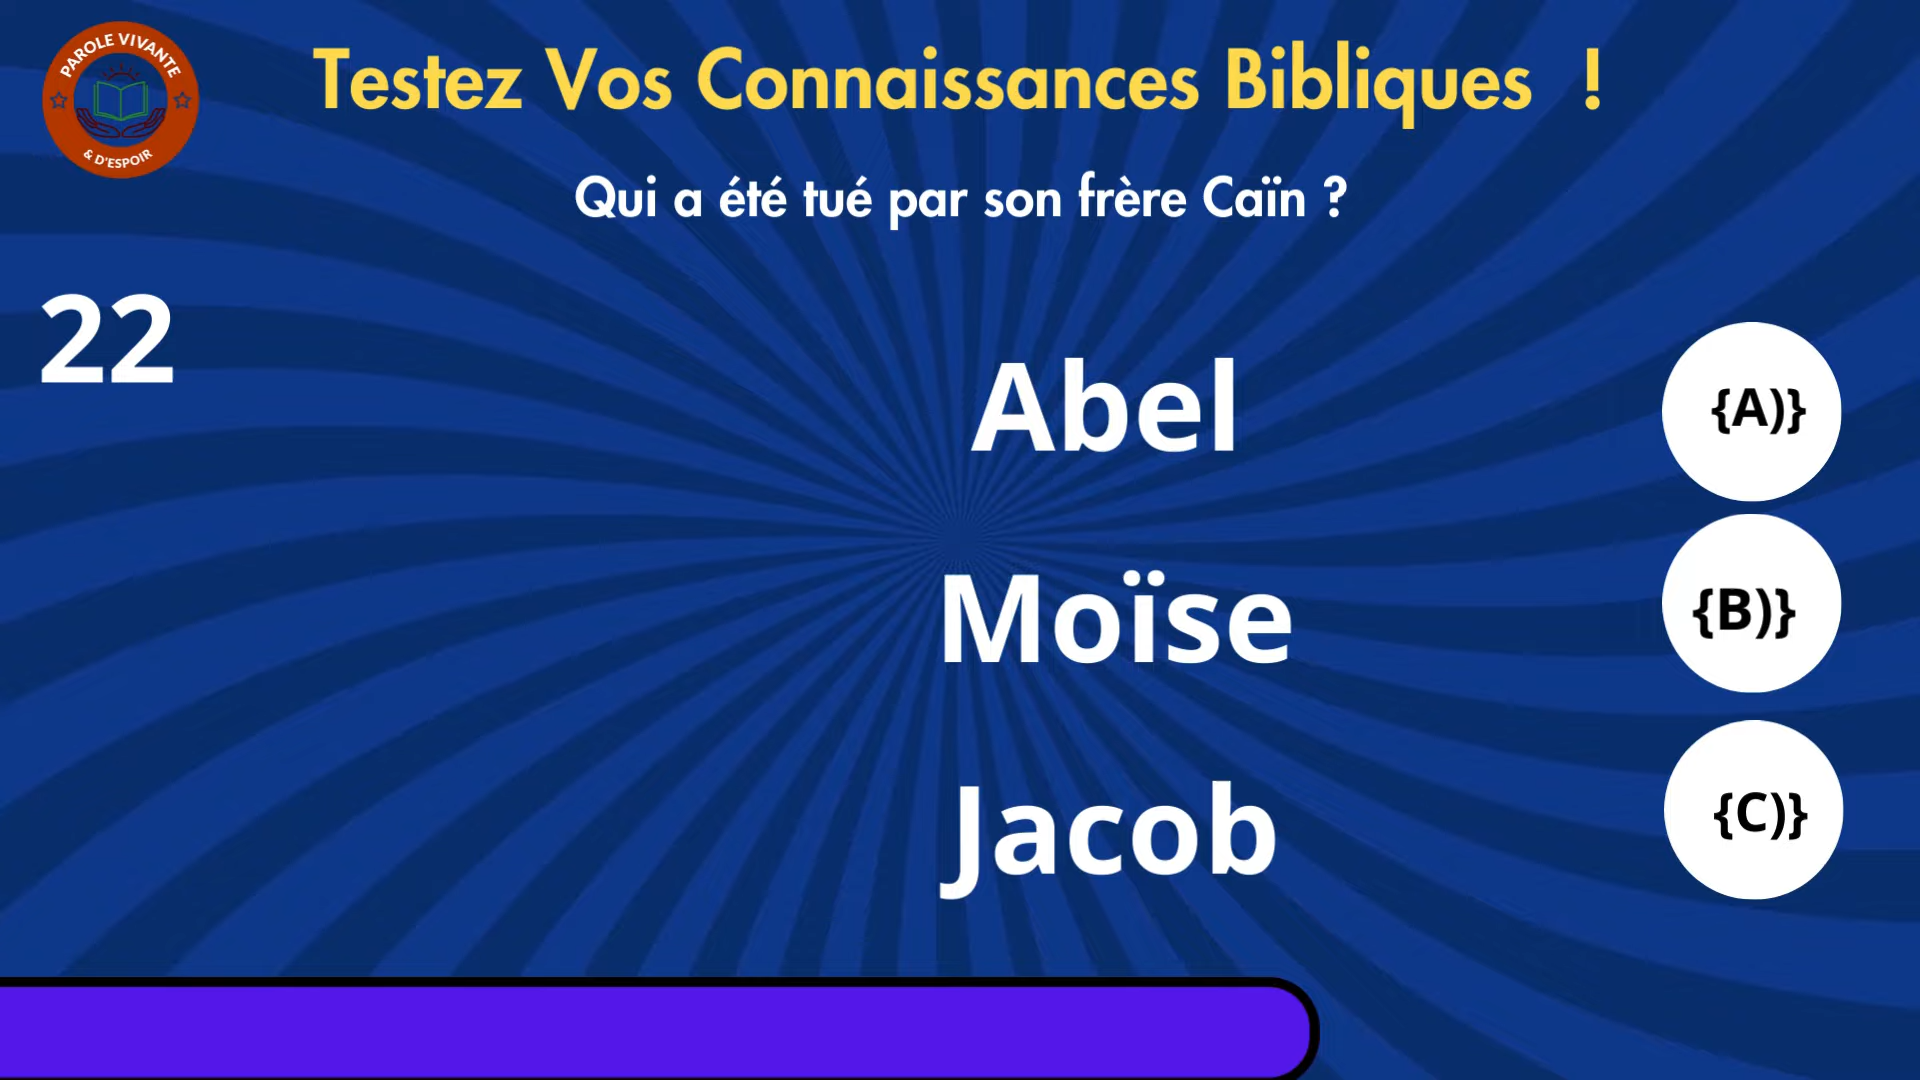 PAROLE VIVANTE
& D'ESPOIR
Testez Vos Connaissances Bibliques !
Qui a été tué par son frère Caïn ?
22
Abel
{A)}
Moïse
{B)}
Jacob
{C)}